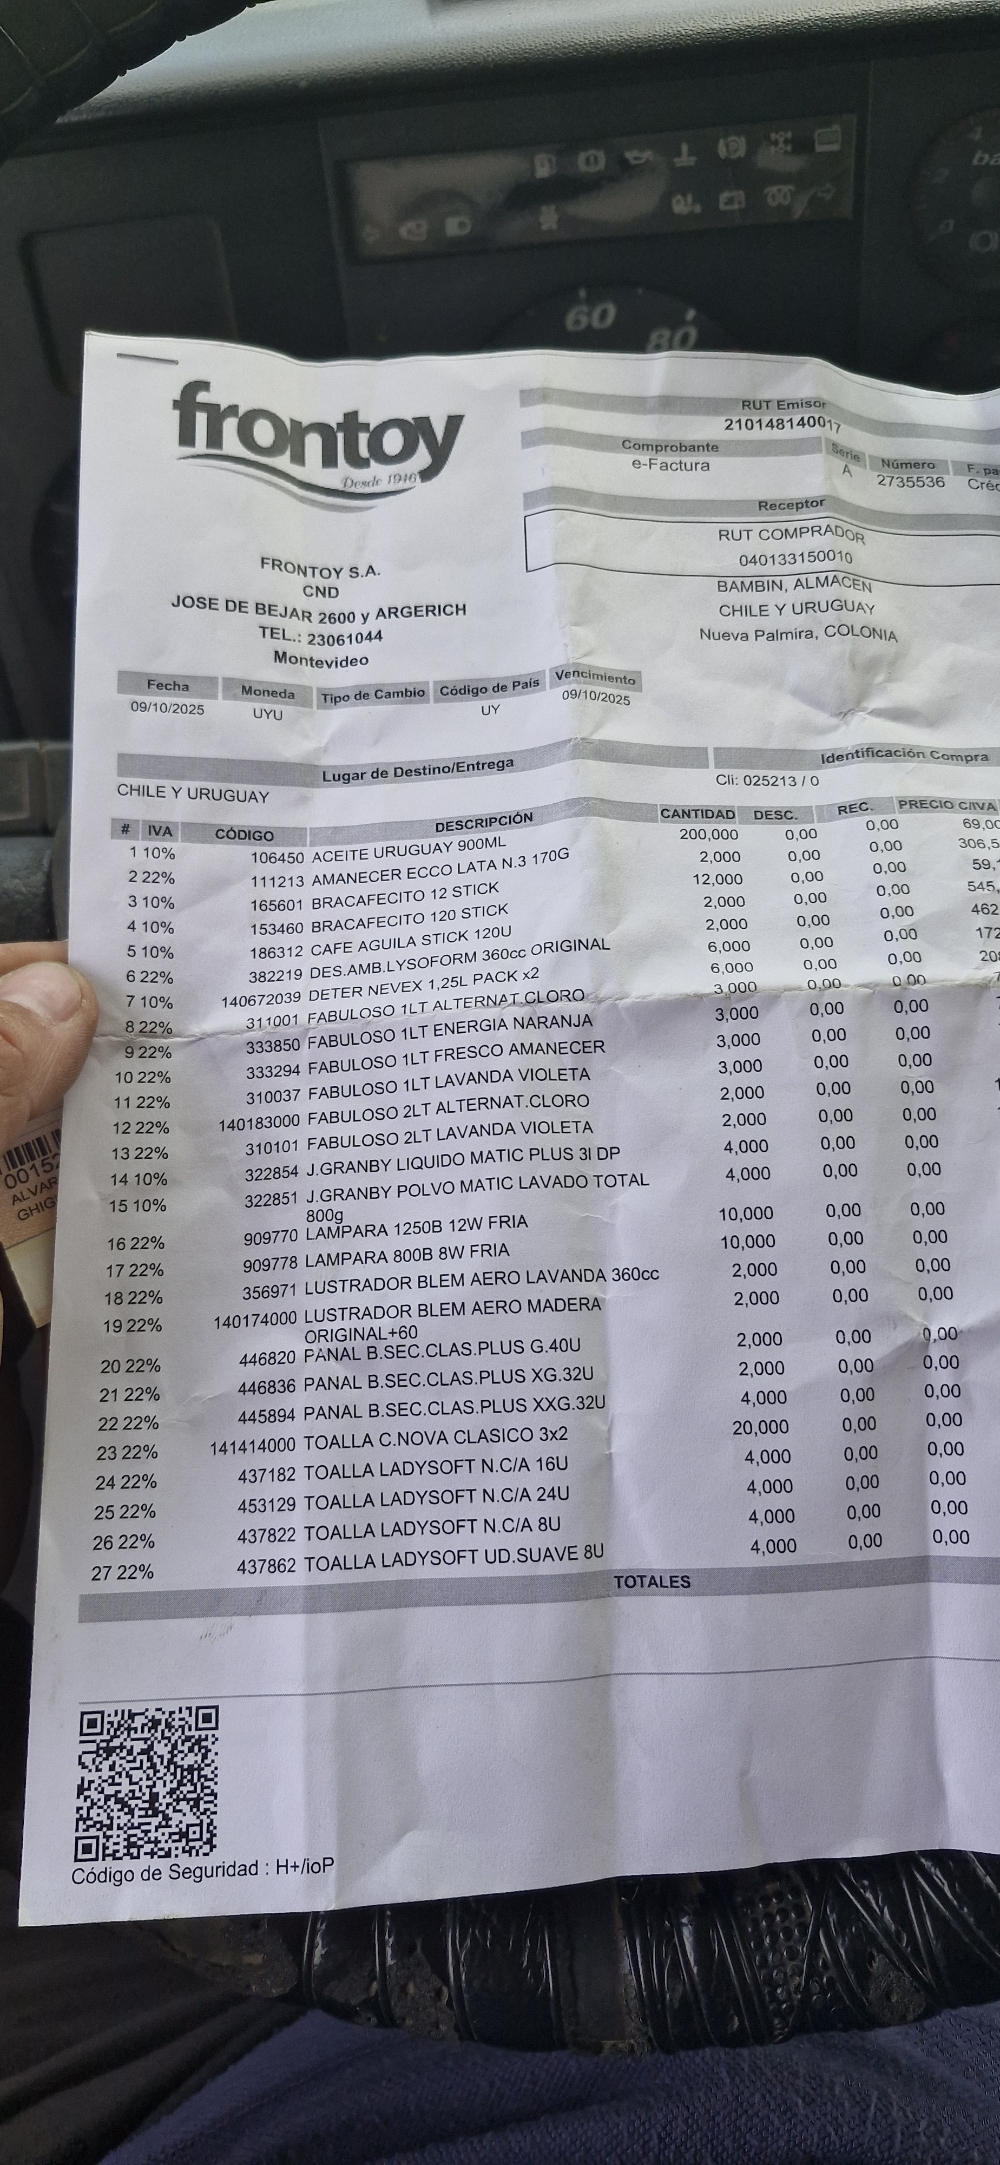 60
80
frontoy
Desde 1946
RUT Emisor
210148140017
Comprobante Serie Número
e-Factura A 2735536
Receptor
RUT COMPRADOR
040133150010
BAMBIN, ALMACEN
CHILE Y URUGUAY
Nueva Palmira, COLONIA
FRONTOY S.A.
CND
JOSE DE BEJAR 2600 y ARGERICH
TEL.: 23061044
Montevideo
Fecha Moneda Tipo de Cambio Código de País Vencimiento
09/10/2025 UYU UY 09/10/2025
Lugar de Destino/Entrega Identificación Compra
CHILE Y URUGUAY Cli: 025213 / 0
# IVA CÓDIGO DESCRIPCIÓN CANTIDAD DESC. REC. PRECIO C/IVA
1 10% 106450 ACEITE URUGUAY 900ML 200,000 0,00 0,00
2 22% 111213 AMANECER ECCO LATA N.3 170G 2,000 0,00 0,00
3 10% 165601 BRACAFECITO 12 STICK 12,000 0,00 0,00
4 10% 153460 BRACAFECITO 120 STICK 2,000 0,00 0,00
5 10% 186312 CAFE AGUILA STICK 120U 2,000 0,00 0,00
6 22% 382219 DES.AMB.LYSOFORM 360cc ORIGINAL 6,000 0,00 0,00
7 10% 140672039 DETER NEVEX 1,25L PACK x2 6,000 0,00 0,00
8 22% 311001 FABULOSO 1LT ALTERNAT.CLORO 3,000 0,00 0,00
9 22% 333850 FABULOSO 1LT ENERGIA NARANJA 3,000 0,00 0,00
10 22% 333294 FABULOSO 1LT FRESCO AMANECER 3,000 0,00 0,00
11 22% 310037 FABULOSO 1LT LAVANDA VIOLETA 3,000 0,00 0,00
12 22% 140183000 FABULOSO 2LT ALTERNAT.CLORO 2,000 0,00 0,00
13 22% 310101 FABULOSO 2LT LAVANDA VIOLETA 2,000 0,00 0,00
14 10% 322854 J.GRANBY LIQUIDO MATIC PLUS 3l DP 4,000 0,00 0,00
15 10% 322851 J.GRANBY POLVO MATIC LAVADO TOTAL 4,000 0,00 0,00
800g
16 22% 909770 LAMPARA 1250B 12W FRIA 10,000 0,00 0,00
17 22% 909778 LAMPARA 800B 8W FRIA 10,000 0,00 0,00
18 22% 356971 LUSTRADOR BLEM AERO LAVANDA 360cc 2,000 0,00 0,00
19 22% 140174000 LUSTRADOR BLEM AERO MADERA 2,000 0,00 0,00
ORIGINAL+60
20 22% 446820 PANAL B.SEC.CLAS.PLUS G.40U 2,000 0,00 0,00
21 22% 446836 PANAL B.SEC.CLAS.PLUS XG.32U 2,000 0,00 0,00
22 22% 445894 PANAL B.SEC.CLAS.PLUS XXG.32U 4,000 0,00 0,00
23 22% 141414000 TOALLA C.NOVA CLASICO 3x2 20,000 0,00 0,00
24 22% 437182 TOALLA LADYSOFT N.C/A 16U 4,000 0,00 0,00
25 22% 453129 TOALLA LADYSOFT N.C/A 24U 4,000 0,00 0,00
26 22% 437822 TOALLA LADYSOFT N.C/A 8U 4,000 0,00 0,00
27 22% 437862 TOALLA LADYSOFT UD.SUAVE 8U 4,000 0,00 0,00
TOTALES
Código de Seguridad : H+/ioP